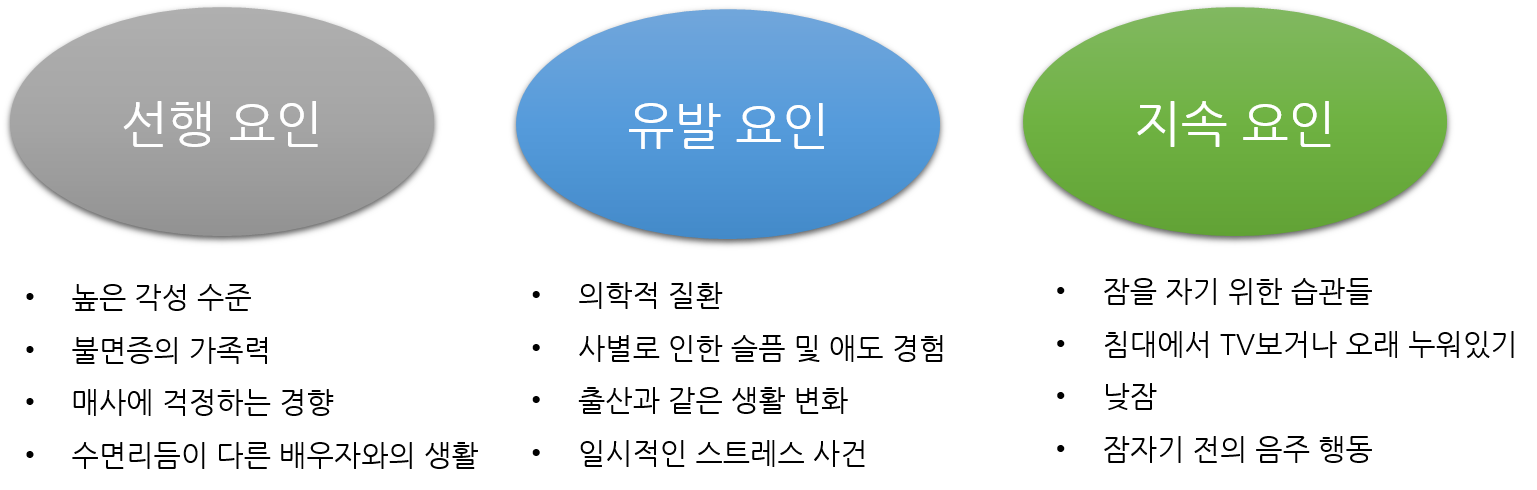 선행 요인
• 높은 각성 수준
• 불면증의 가족력
• 매사에 걱정하는 경향
• 수면리듬이 다른 배우자와의 생활
유발 요인
• 의학적 질환
• 사별로 인한 슬픔 및 애도 경험
• 출산과 같은 생활 변화
• 일시적인 스트레스 사건
지속 요인
• 잠을 자기 위한 습관들
• 침대에서 TV보거나 오래 누워있기
• 낮잠
• 잠자기 전의 음주 행동